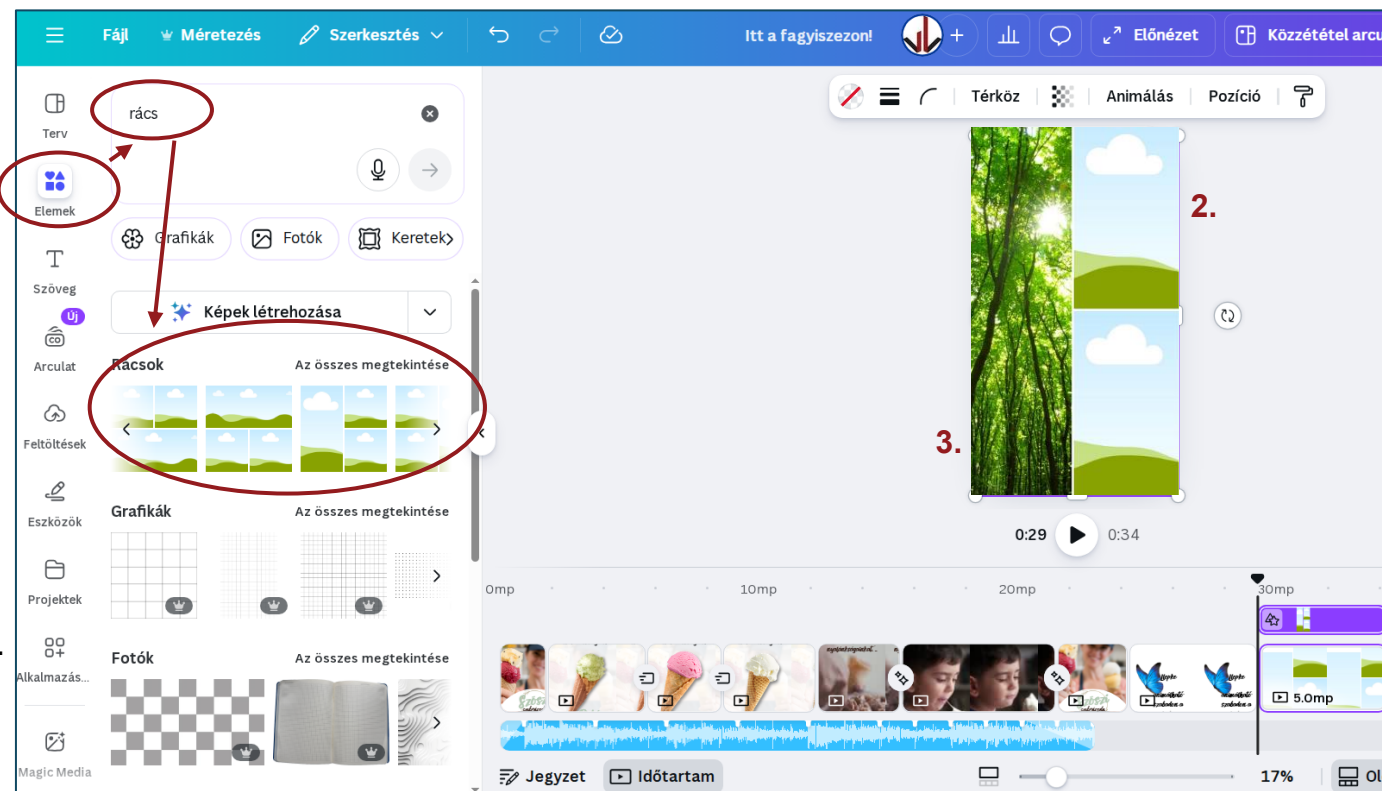 Fájl
Méretezés
Szerkesztés
Itt a fagyiszezon!
Előnézet
Közzététel arcu
Terv
Elemek
Szöveg
Új
Arculat
Feltöltések
Eszközök
Projektek
Alkalmazás...
Magic Media
rács
Grafikák
Fotók
Keretek
Képek létrehozása
Rácsok
Az összes megtekintése
Grafikák
Az összes megtekintése
Fotók
Az összes megtekintése
Térköz
Animálás
Pozíció
2.
3.
0:29
0:34
0mp
10mp
20mp
30mp
5.0mp
Jegyzet
Időtartam
17%
Ol